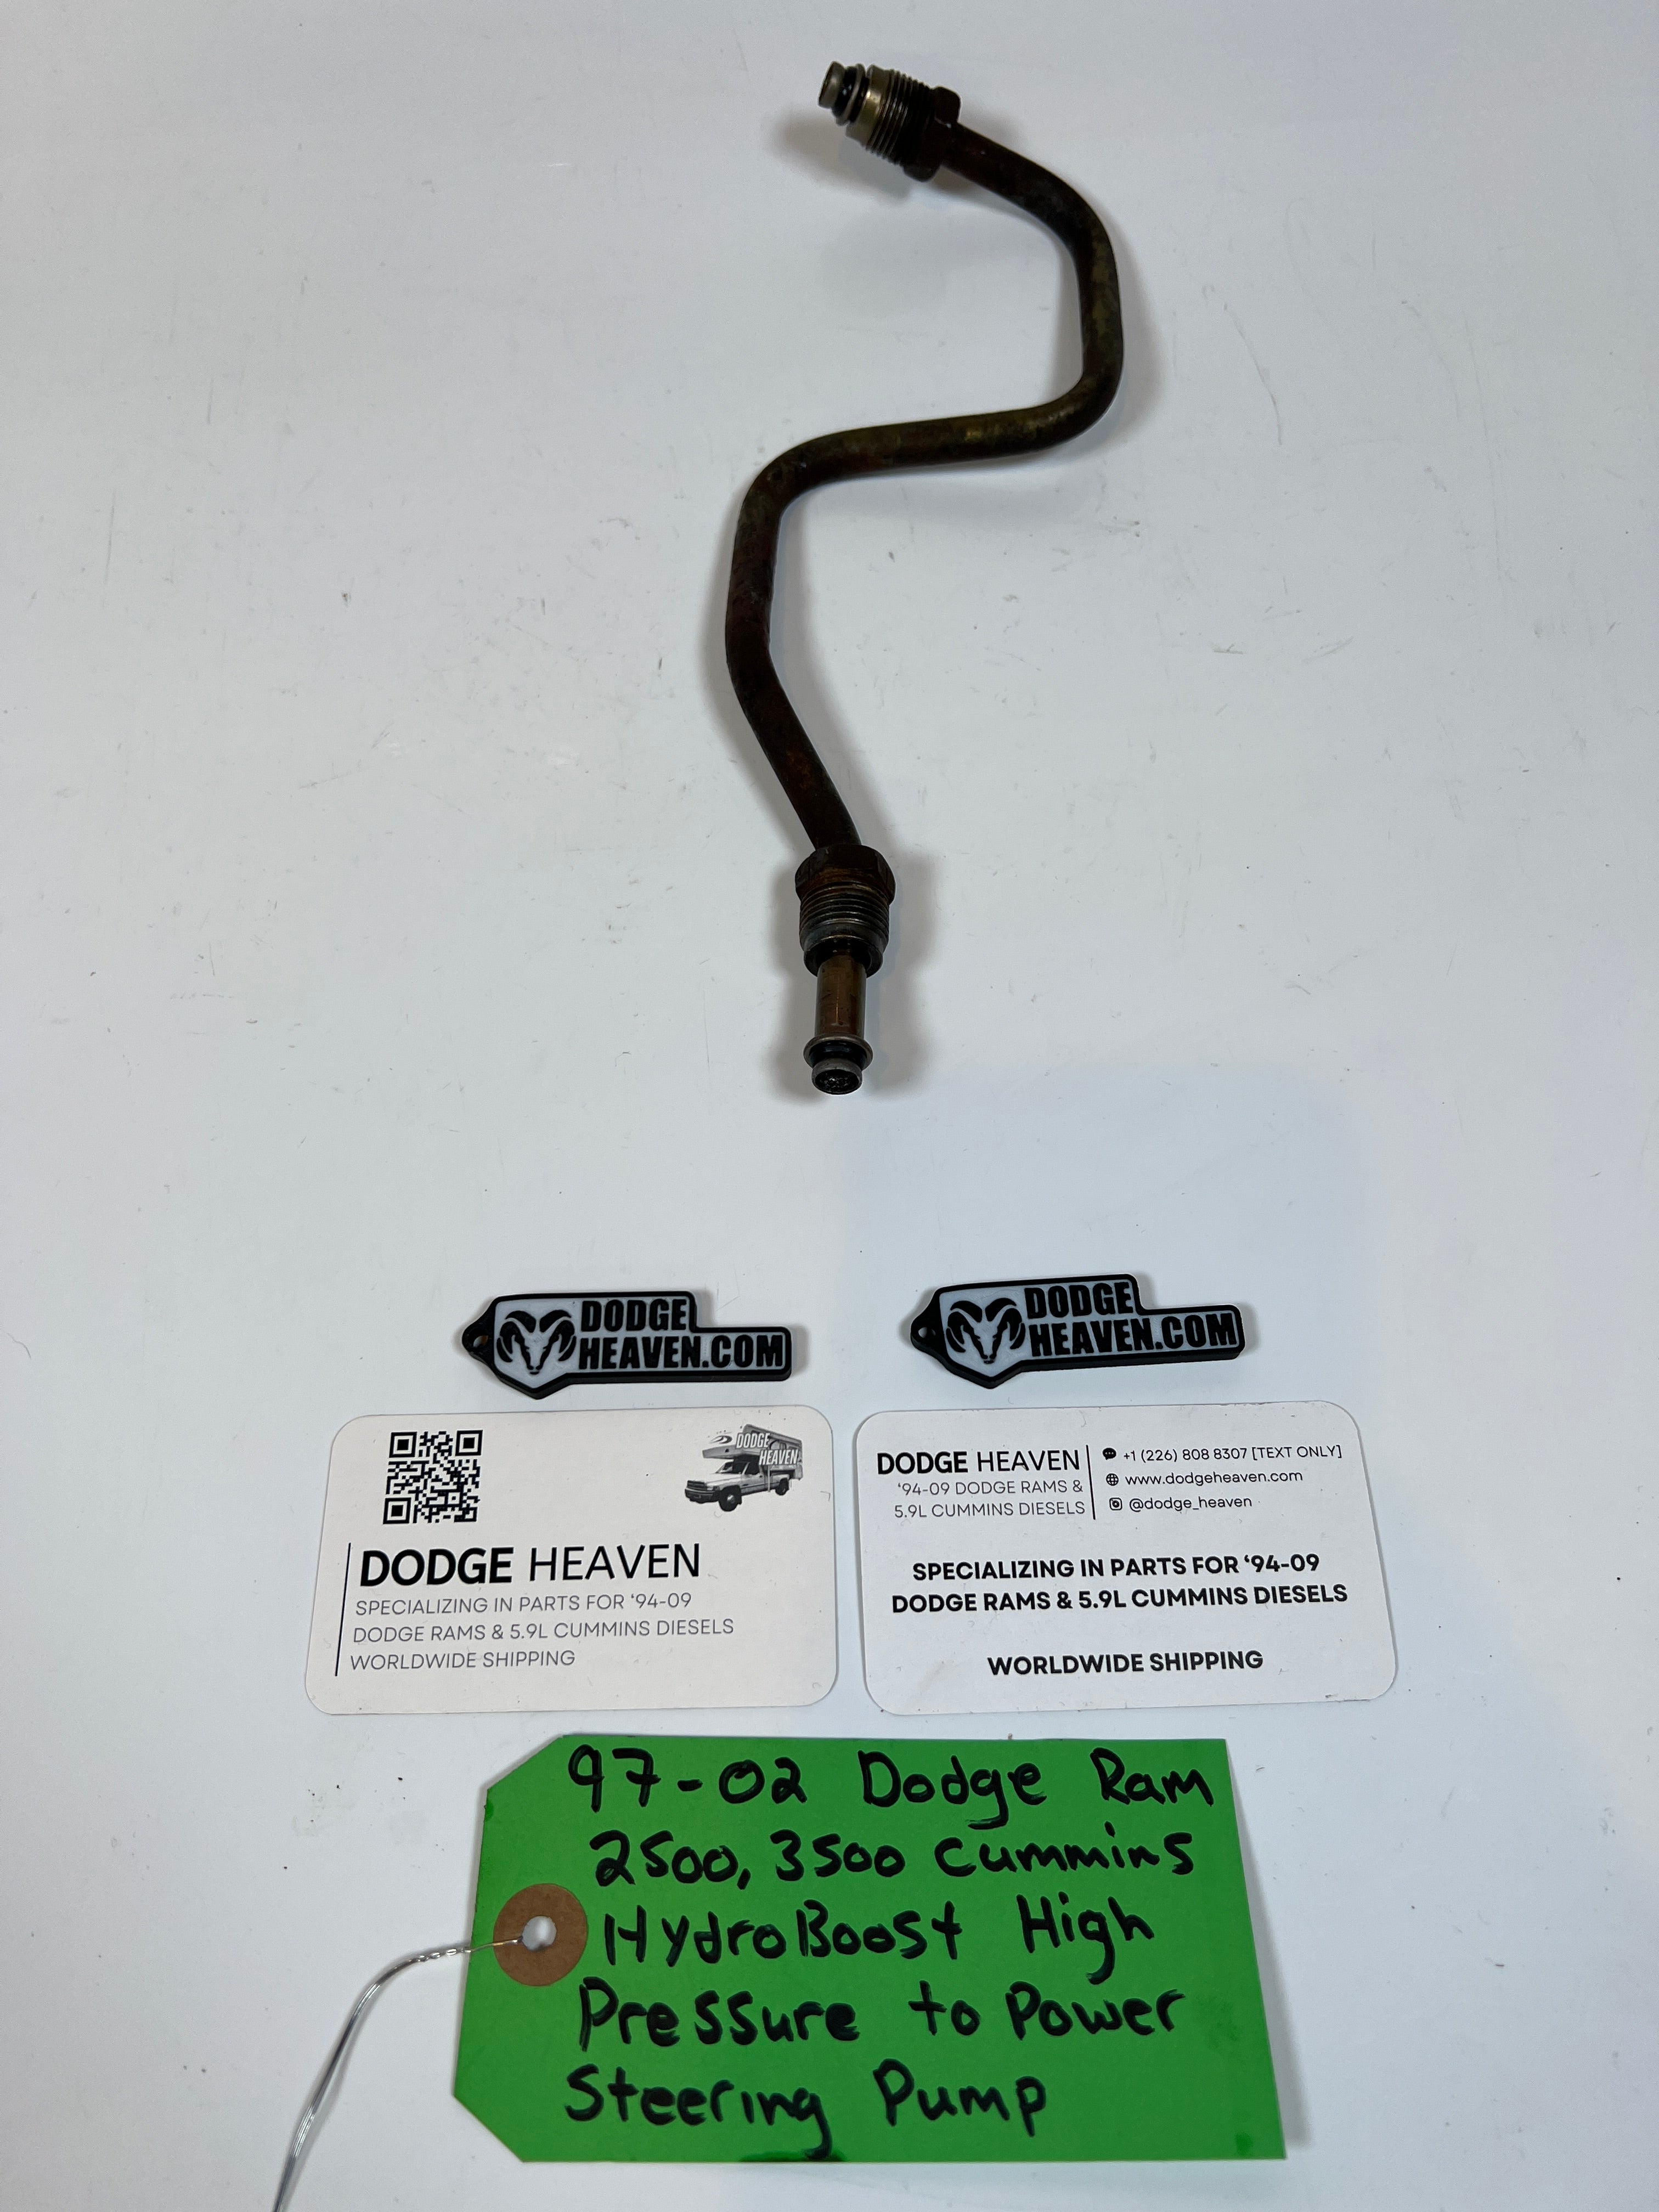 DODGE
HEAVEN.COM
DODGE
HEAVEN.COM
DODGE
HEAVEN
DODGE HEAVEN
SPECIALIZING IN PARTS FOR ‘94-09
DODGE RAMS & 5.9L CUMMINS DIESELS
WORLDWIDE SHIPPING
DODGE HEAVEN
‘94-09 DODGE RAMS &
5.9L CUMMINS DIESELS
+1 (226) 808 8307 [TEXT ONLY]
www.dodgeheaven.com
@dodge_heaven
SPECIALIZING IN PARTS FOR ‘94-09
DODGE RAMS & 5.9L CUMMINS DIESELS
WORLDWIDE SHIPPING
97-02 Dodge Ram
2500, 3500 Cummins
HydroBoost High
Pressure to Power
Steering Pump